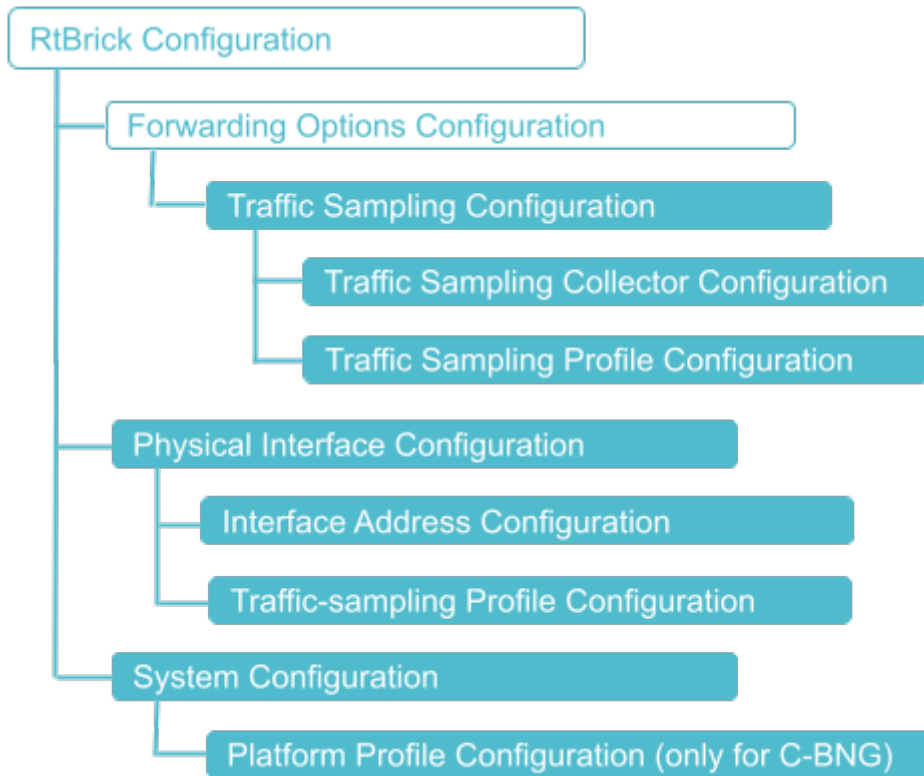 RtBrick Configuration
Forwarding Options Configuration
Traffic Sampling Configuration
Traffic Sampling Collector Configuration
Traffic Sampling Profile Configuration
Physical Interface Configuration
Interface Address Configuration
Traffic-sampling Profile Configuration
System Configuration
Platform Profile Configuration (only for C-BNG)